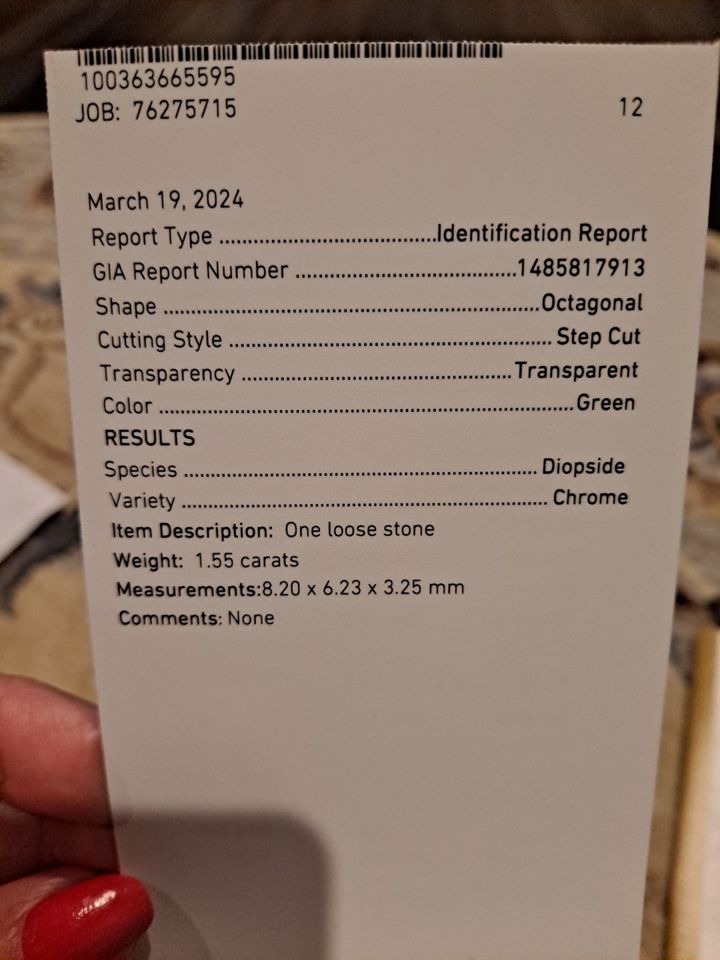 100363665595
JOB: 76275715 12
March 19, 2024
Report Type ....................................Identification Report
GIA Report Number ....................................1485817913
Shape ..............................................................Octagonal
Cutting Style .................................................... Step Cut
Transparency ............................................Transparent
Color ....................................................................Green
RESULTS
Species ........................................................ Diopside
Variety .......................................................... Chrome
Item Description: One loose stone
Weight: 1.55 carats
Measurements:8.20 x 6.23 x 3.25 mm
Comments: None